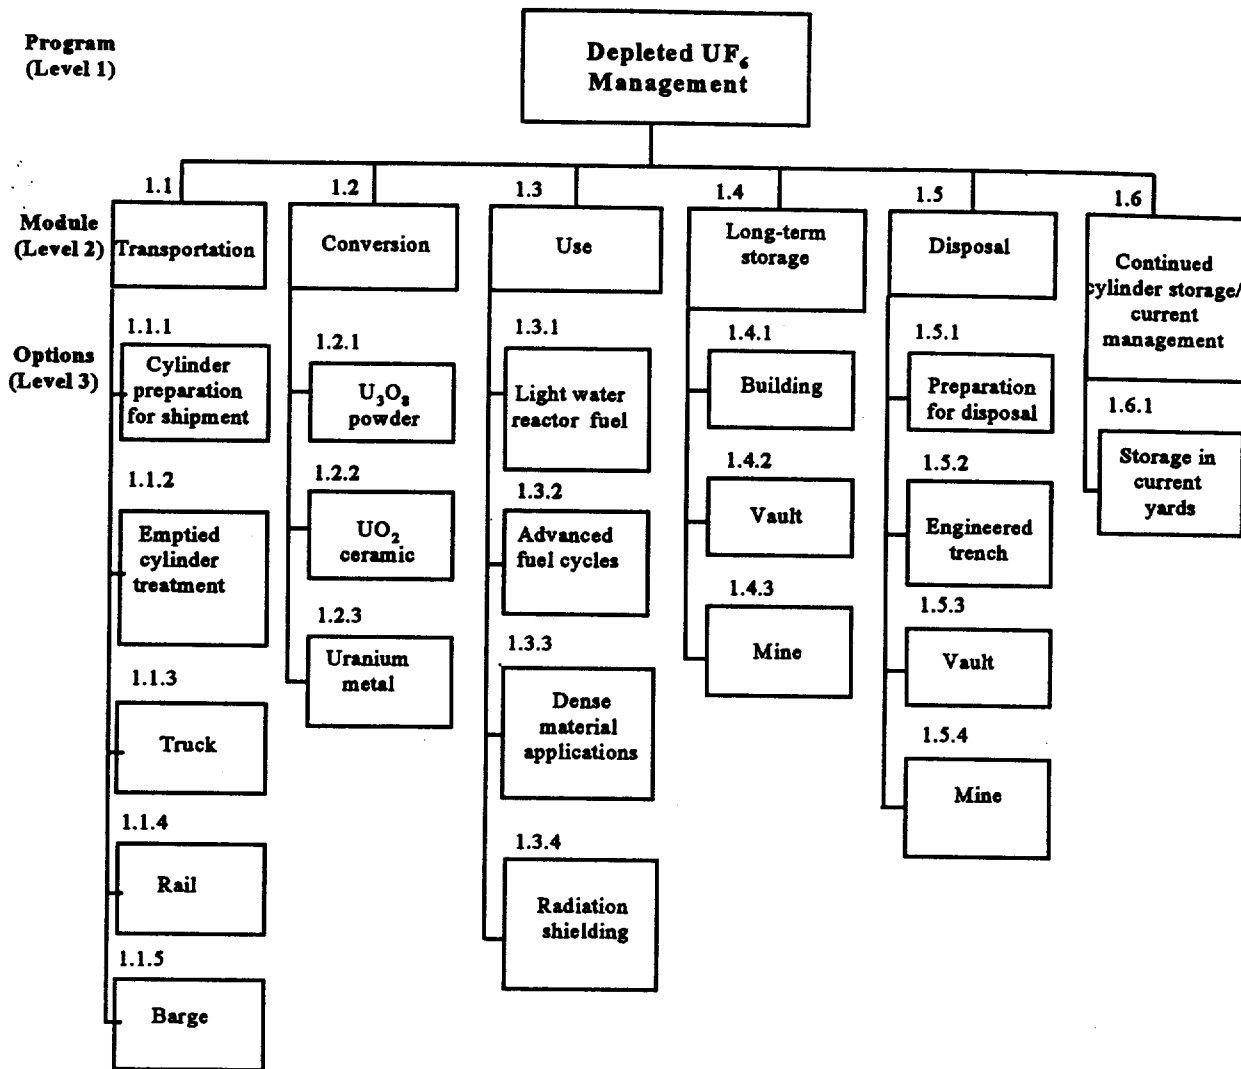 Program
(Level 1)
Depleted UF₆
Management
1.1
1.2
1.3
1.4
1.5
1.6
Module
(Level 2)
Transportation
Conversion
Use
Long-term
storage
Disposal
Continued
cylinder storage/
current
management
Options
(Level 3)
1.1.1
Cylinder
preparation
for shipment
1.1.2
Emptied
cylinder
treatment
1.1.3
Truck
1.1.4
Rail
1.1.5
Barge
1.2.1
U₃O₈
powder
1.2.2
UO₂
ceramic
1.2.3
Uranium
metal
1.3.1
Light water
reactor fuel
1.3.2
Advanced
fuel cycles
1.3.3
Dense
material
applications
1.3.4
Radiation
shielding
1.4.1
Building
1.4.2
Vault
1.4.3
Mine
1.5.1
Preparation
for disposal
1.5.2
Engineered
trench
1.5.3
Vault
1.5.4
Mine
1.6.1
Storage in
current
yards